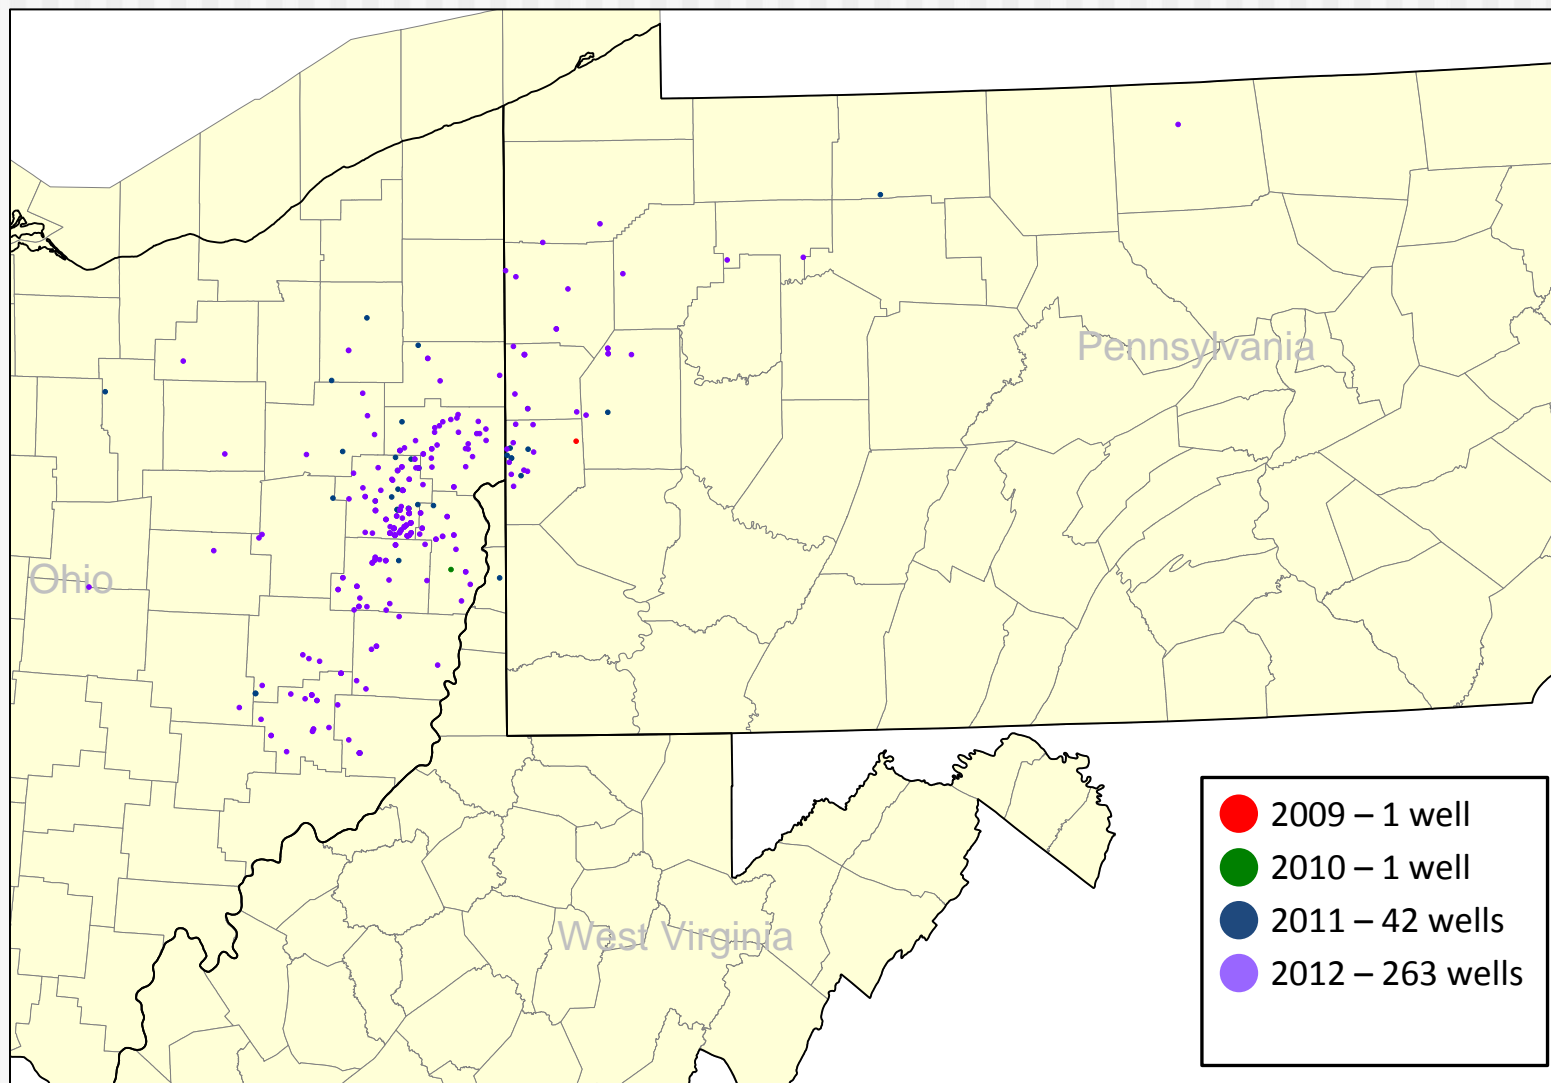 Pennsylvania
Ohio
West Virginia
2009 – 1 well
2010 – 1 well
2011 – 42 wells
2012 – 263 wells